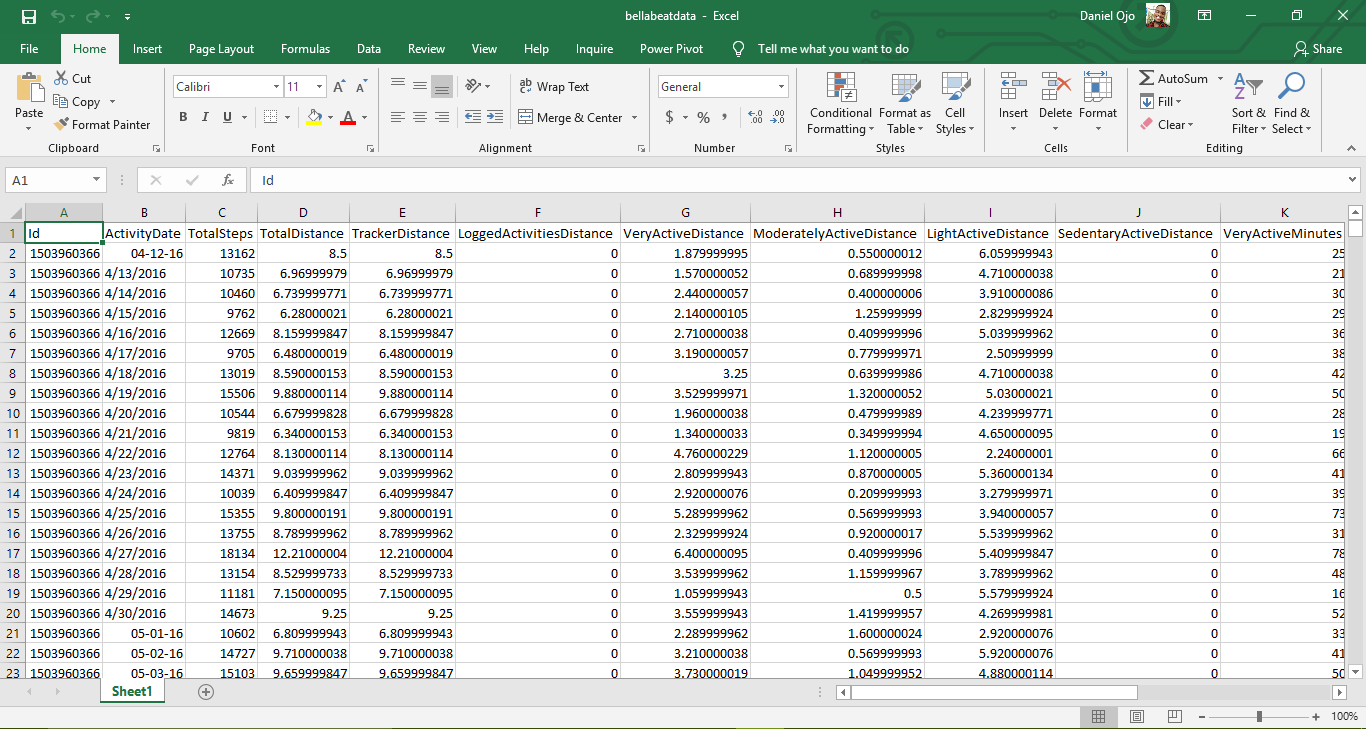 bellabeatdata - Excel
Daniel Ojo
File Home Insert Page Layout Formulas Data Review View Help Inquire Power Pivot Tell me what you want to do Share
Paste
Cut
Copy
Format Painter
Clipboard
Calibri 11
B I U
Font
Wrap Text
Merge & Center
Alignment
General
$ % ,
Number
Conditional Formatting
Format as Table
Cell Styles
Styles
Insert Delete Format
Cells
AutoSum
Fill
Clear
Sort & Filter
Find & Select
Editing
A1 fx Id
A B C D E F G H I J K
1 Id ActivityDate TotalSteps TotalDistance TrackerDistance LoggedActivitiesDistance VeryActiveDistance ModeratelyActiveDistance LightActiveDistance SedentaryActiveDistance VeryActiveMinutes
2 1503960366 04-12-16 13162 8.5 8.5 0 1.879999995 0.550000012 6.059999943 0 25
3 1503960366 4/13/2016 10735 6.96999979 6.96999979 0 1.570000052 0.689999998 4.710000038 0 21
4 1503960366 4/14/2016 10460 6.739999771 6.739999771 0 2.440000057 0.400000006 3.910000086 0 30
5 1503960366 4/15/2016 9762 6.28000021 6.28000021 0 2.140000105 1.25999999 2.829999924 0 29
6 1503960366 4/16/2016 12669 8.159999847 8.159999847 0 2.710000038 0.409999996 5.039999962 0 36
7 1503960366 4/17/2016 9705 6.480000019 6.480000019 0 3.190000057 0.779999971 2.50999999 0 38
8 1503960366 4/18/2016 13019 8.590000153 8.590000153 0 3.25 0.639999986 4.710000038 0 42
9 1503960366 4/19/2016 15506 9.880000114 9.880000114 0 3.529999971 1.320000052 5.03000021 0 50
10 1503960366 4/20/2016 10544 6.679999828 6.679999828 0 1.960000038 0.479999989 4.239999771 0 28
11 1503960366 4/21/2016 9819 6.340000153 6.340000153 0 1.340000033 0.349999994 4.650000095 0 19
12 1503960366 4/22/2016 12764 8.130000114 8.130000114 0 4.760000229 1.120000005 2.24000001 0 66
13 1503960366 4/23/2016 14371 9.039999962 9.039999962 0 2.809999943 0.870000005 5.360000134 0 41
14 1503960366 4/24/2016 10039 6.409999847 6.409999847 0 2.920000076 0.209999993 3.279999971 0 39
15 1503960366 4/25/2016 15355 9.800000191 9.800000191 0 5.289999962 0.569999993 3.940000057 0 73
16 1503960366 4/26/2016 13755 8.789999962 8.789999962 0 2.329999924 0.920000017 5.539999962 0 31
17 1503960366 4/27/2016 18134 12.21000004 12.21000004 0 6.400000095 0.409999996 5.409999847 0 78
18 1503960366 4/28/2016 13154 8.529999733 8.529999733 0 3.539999962 1.159999967 3.789999962 0 48
19 1503960366 4/29/2016 11181 7.150000095 7.150000095 0 1.059999943 0.5 5.579999924 0 16
20 1503960366 4/30/2016 14673 9.25 9.25 0 3.559999943 1.419999957 4.269999981 0 52
21 1503960366 05-01-16 10602 6.809999943 6.809999943 0 2.289999962 1.600000024 2.920000076 0 33
22 1503960366 05-02-16 14727 9.710000038 9.710000038 0 3.210000038 0.569999993 5.920000076 0 41
23 1503960366 05-03-16 15103 9.659999847 9.659999847 0 3.730000019 1.049999952 4.880000114 0 50
Sheet1
100%